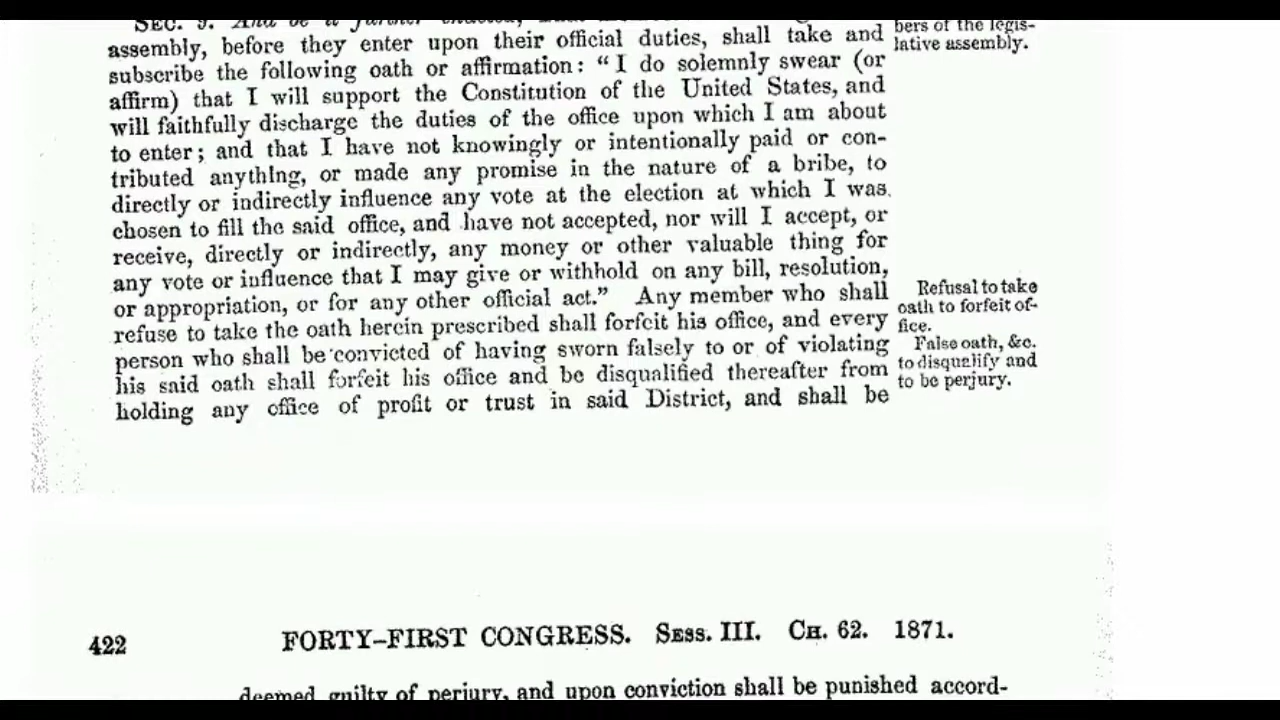 assembly, before they enter upon their official duties, shall take and
subscribe the following oath or affirmation: "I do solemnly swear (or
affirm) that I will support the Constitution of the United States, and
will faithfully discharge the duties of the office upon which I am about
to enter; and that I have not knowingly or intentionally paid or con-
tributed anything, or made any promise in the nature of a bribe, to
directly or indirectly influence any vote at the election at which I was
chosen to fill the said office, and have not accepted, nor will I accept, or
receive, directly or indirectly, any money or other valuable thing for
any vote or influence that I may give or withhold on any bill, resolution,
or appropriation, or for any other official act." Any member who shall
refuse to take the oath herein prescribed shall forfeit his office, and every
person who shall be convicted of having sworn falsely to or of violating
his said oath shall forfeit his office and be disqualified thereafter from
holding any office of profit or trust in said District, and shall be
bers of the legis-
lative assembly.
Refusal to take
oath to forfeit of-
fice.
False oath, &c.
to disqualify and
to be perjury.
422 FORTY-FIRST CONGRESS. SESS. III. CH. 62. 1871.
deemed guilty of perjury, and upon conviction shall be punished accord-